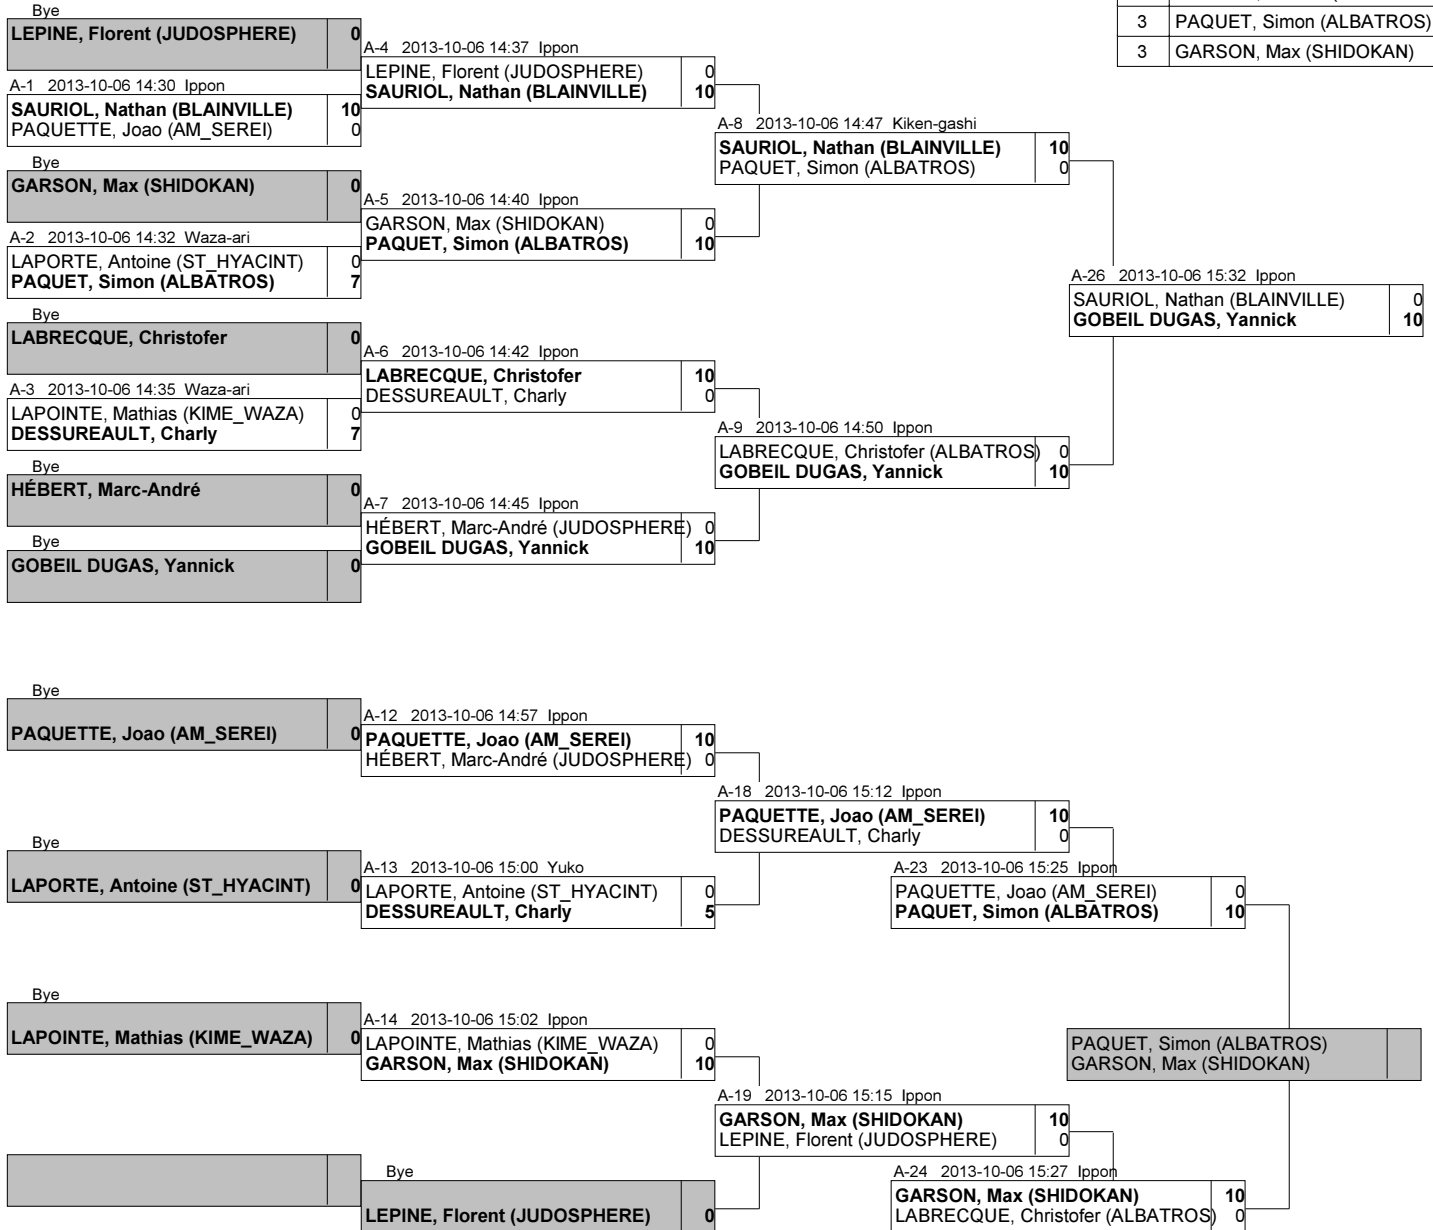 3 PAQUET, Simon (ALBATROS)
3 GARSON, Max (SHIDOKAN)
Bye
LEPINE, Florent (JUDOSPHERE) 0
A-1 2013-10-06 14:30 Ippon
SAURIOL, Nathan (BLAINVILLE) 10
PAQUETTE, Joao (AM_SEREI) 0
Bye
GARSON, Max (SHIDOKAN) 0
A-2 2013-10-06 14:32 Waza-ari
LAPORTE, Antoine (ST_HYACINT) 0
PAQUET, Simon (ALBATROS) 7
Bye
LABRECQUE, Christofer 0
A-3 2013-10-06 14:35 Waza-ari
LAPOINTE, Mathias (KIME_WAZA) 0
DESSUREAULT, Charly 7
Bye
HÉBERT, Marc-André 0
Bye
GOBEIL DUGAS, Yannick 0
A-4 2013-10-06 14:37 Ippon
LEPINE, Florent (JUDOSPHERE) 0
SAURIOL, Nathan (BLAINVILLE) 10
A-5 2013-10-06 14:40 Ippon
GARSON, Max (SHIDOKAN) 0
PAQUET, Simon (ALBATROS) 10
A-6 2013-10-06 14:42 Ippon
LABRECQUE, Christofer 10
DESSUREAULT, Charly 0
A-7 2013-10-06 14:45 Ippon
HÉBERT, Marc-André (JUDOSPHERE) 0
GOBEIL DUGAS, Yannick 10
A-8 2013-10-06 14:47 Kiken-gashi
SAURIOL, Nathan (BLAINVILLE) 10
PAQUET, Simon (ALBATROS) 0
A-9 2013-10-06 14:50 Ippon
LABRECQUE, Christofer (ALBATROS) 0
GOBEIL DUGAS, Yannick 10
A-26 2013-10-06 15:32 Ippon
SAURIOL, Nathan (BLAINVILLE) 0
GOBEIL DUGAS, Yannick 10
Bye
PAQUETTE, Joao (AM_SEREI) 0
Bye
LAPORTE, Antoine (ST_HYACINT) 0
Bye
LAPOINTE, Mathias (KIME_WAZA) 0
A-12 2013-10-06 14:57 Ippon
PAQUETTE, Joao (AM_SEREI) 10
HÉBERT, Marc-André (JUDOSPHERE) 0
A-13 2013-10-06 15:00 Yuko
LAPORTE, Antoine (ST_HYACINT) 0
DESSUREAULT, Charly 5
A-14 2013-10-06 15:02 Ippon
LAPOINTE, Mathias (KIME_WAZA) 0
GARSON, Max (SHIDOKAN) 10
Bye
LEPINE, Florent (JUDOSPHERE) 0
A-18 2013-10-06 15:12 Ippon
PAQUETTE, Joao (AM_SEREI) 10
DESSUREAULT, Charly 0
A-19 2013-10-06 15:15 Ippon
GARSON, Max (SHIDOKAN) 10
LEPINE, Florent (JUDOSPHERE) 0
A-23 2013-10-06 15:25 Ippon
PAQUETTE, Joao (AM_SEREI) 0
PAQUET, Simon (ALBATROS) 10
A-24 2013-10-06 15:27 Ippon
GARSON, Max (SHIDOKAN) 10
LABRECQUE, Christofer (ALBATROS) 0
PAQUET, Simon (ALBATROS)
GARSON, Max (SHIDOKAN)